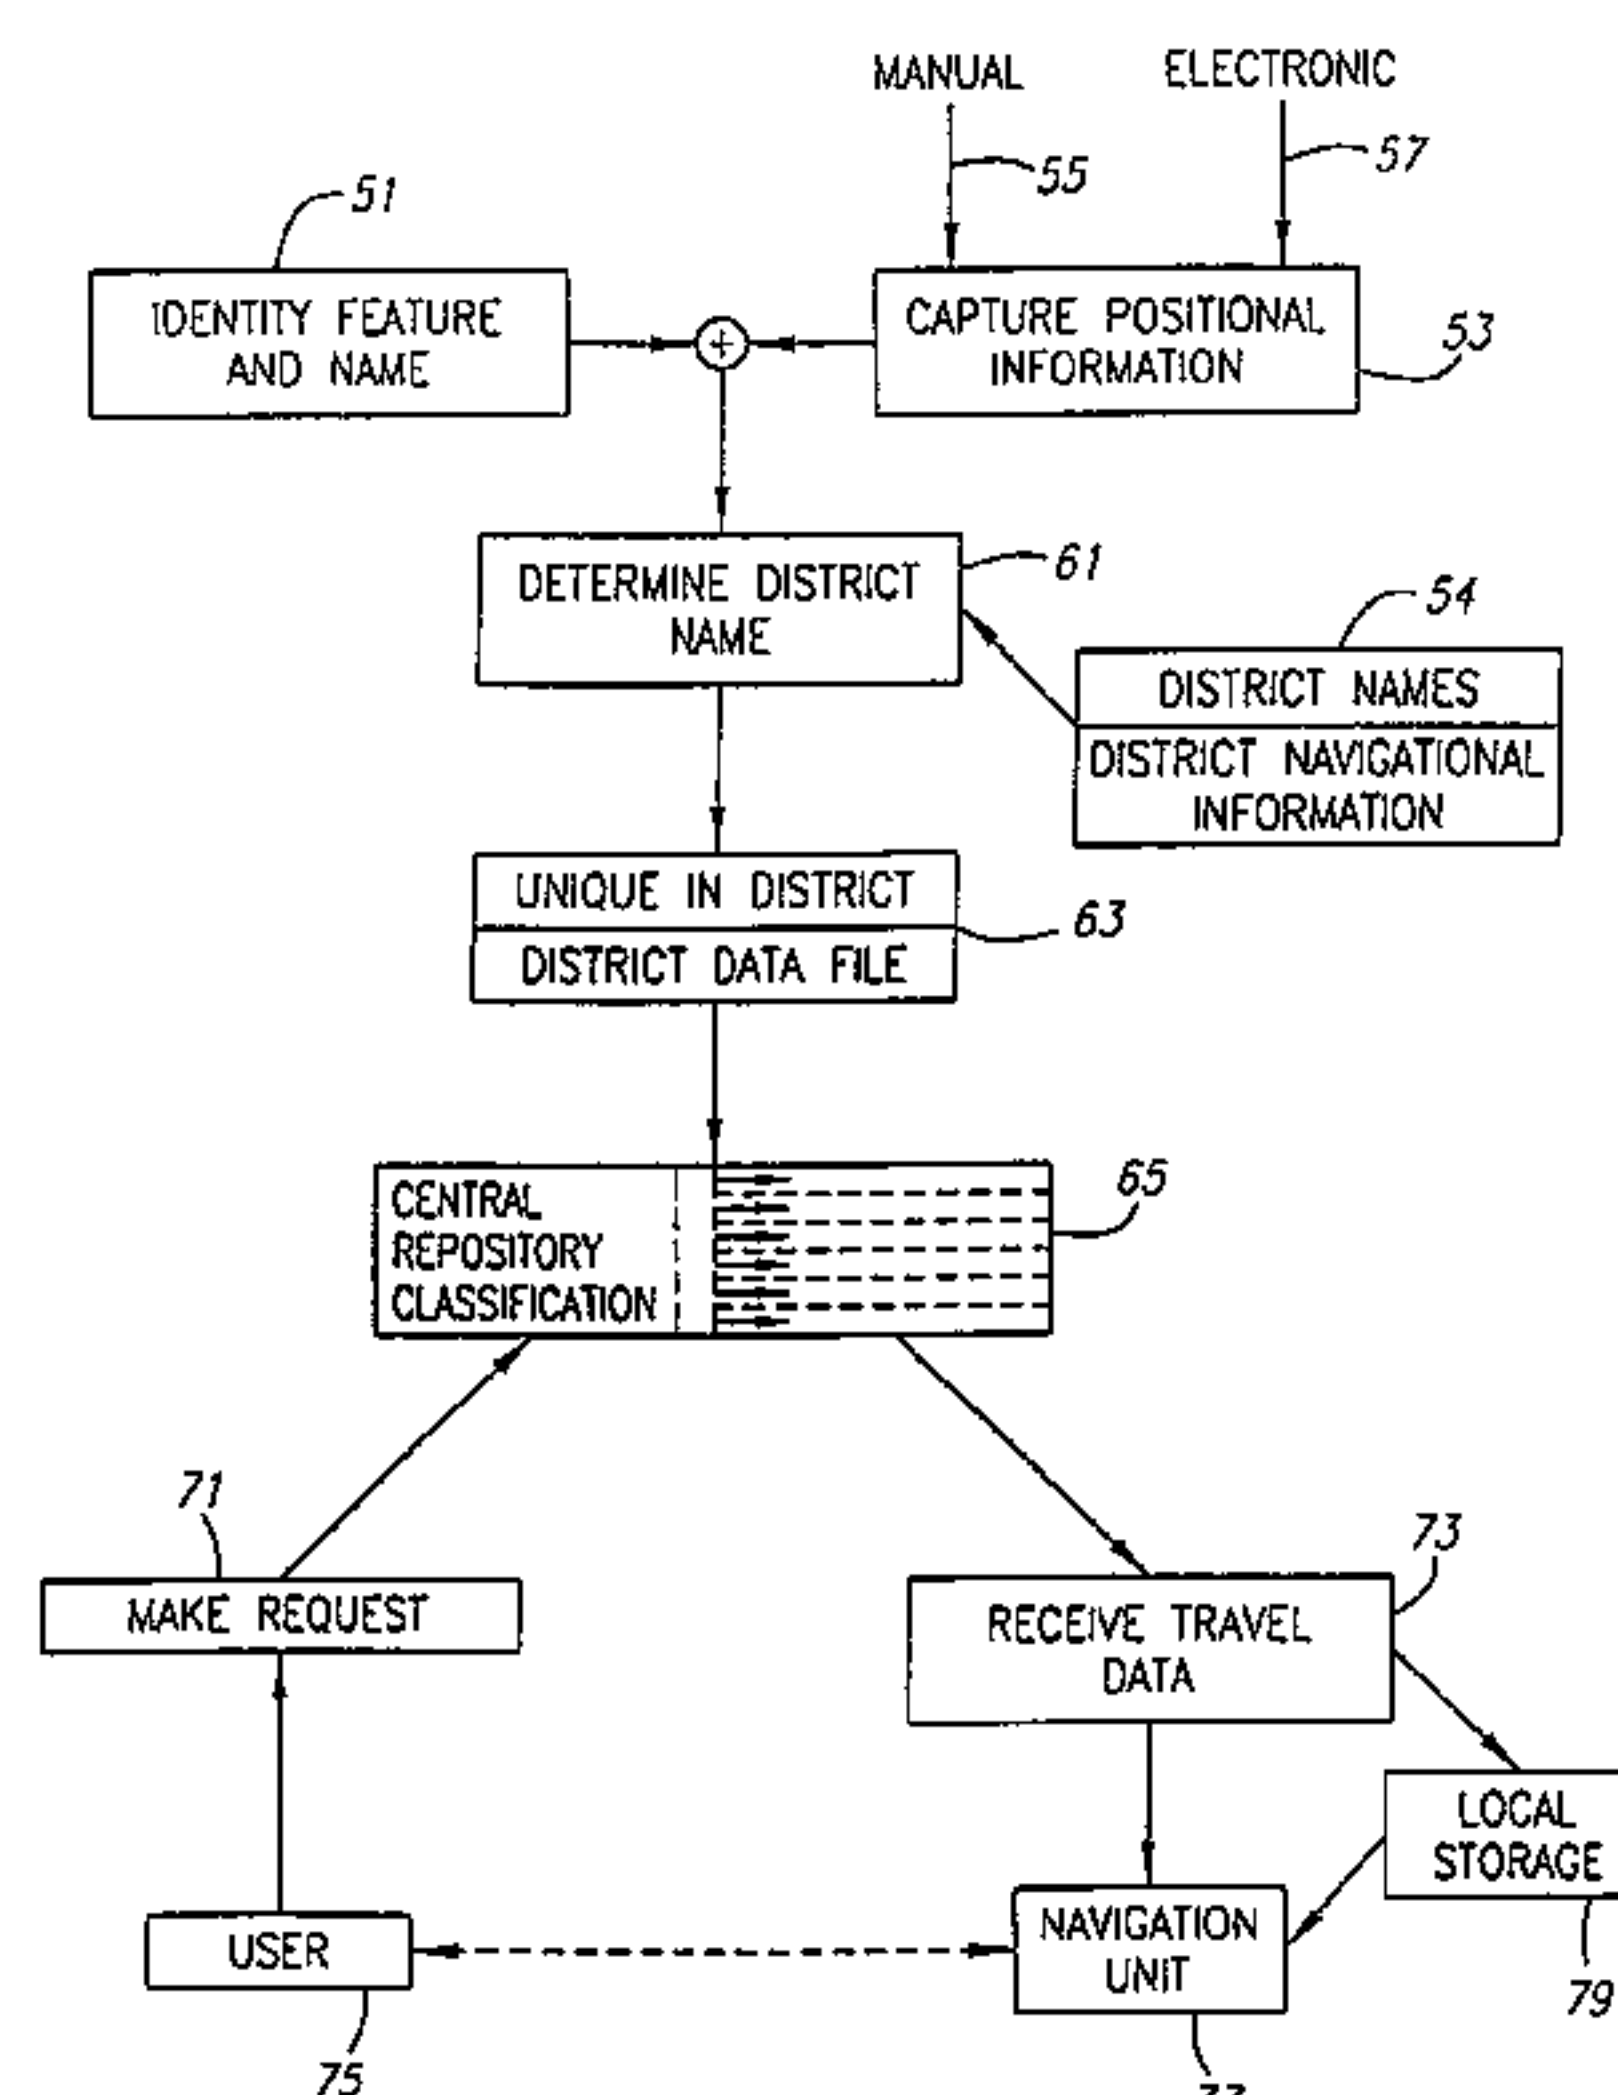 MANUAL
ELECTRONIC
55
57
51
IDENTITY FEATURE
AND NAME
+
CAPTURE POSITIONAL
INFORMATION
53
DETERMINE DISTRICT
NAME
61
54
DISTRICT NAMES
DISTRICT NAVIGATIONAL
INFORMATION
UNIQUE IN DISTRICT
DISTRICT DATA FILE
63
CENTRAL
REPOSITORY
CLASSIFICATION
65
71
MAKE REQUEST
73
RECEIVE TRAVEL
DATA
LOCAL
STORAGE
79
USER
75
NAVIGATION
UNIT